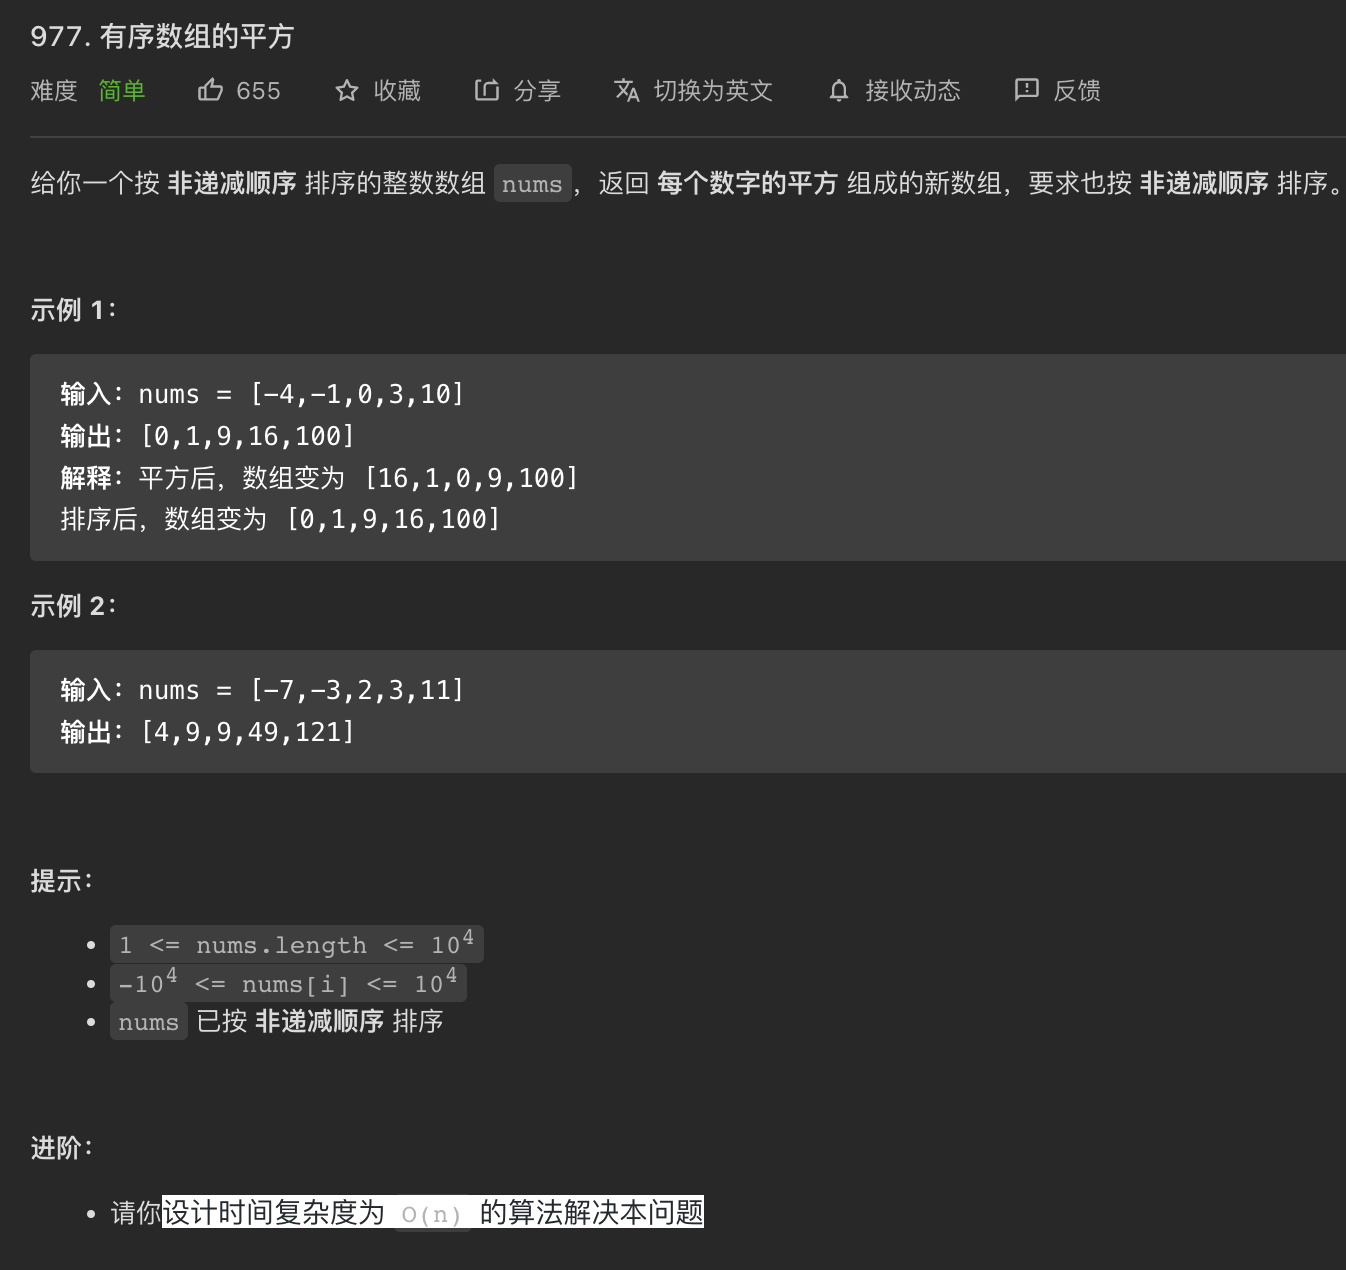 977. 有序数组的平方
难度 简单 655 收藏 分享 切换为英文 接收动态 反馈
给你一个按 非递减顺序 排序的整数数组 nums，返回 每个数字的平方 组成的新数组，要求也按 非递减顺序 排序。
示例 1：
输入：nums = [-4,-1,0,3,10]
输出：[0,1,9,16,100]
解释：平方后，数组变为 [16,1,0,9,100]
排序后，数组变为 [0,1,9,16,100]
示例 2：
输入：nums = [-7,-3,2,3,11]
输出：[4,9,9,49,121]
提示：
• 1 <= nums.length <= 10⁴
• -10⁴ <= nums[i] <= 10⁴
• nums 已按 非递减顺序 排序
进阶：
• 请你设计时间复杂度为 O(n) 的算法解决本问题